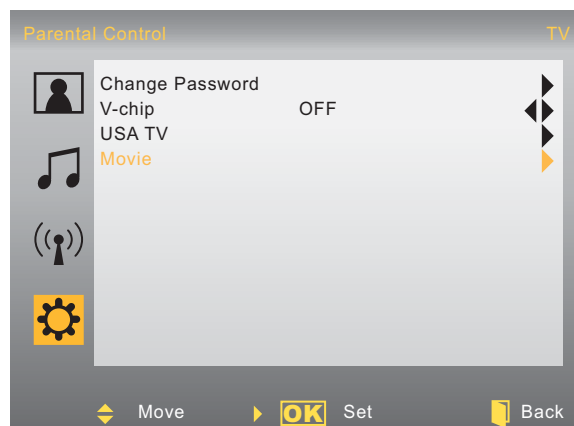 Parental Control TV
Change Password
V-chip OFF
USA TV
Movie
Move OK Set Back